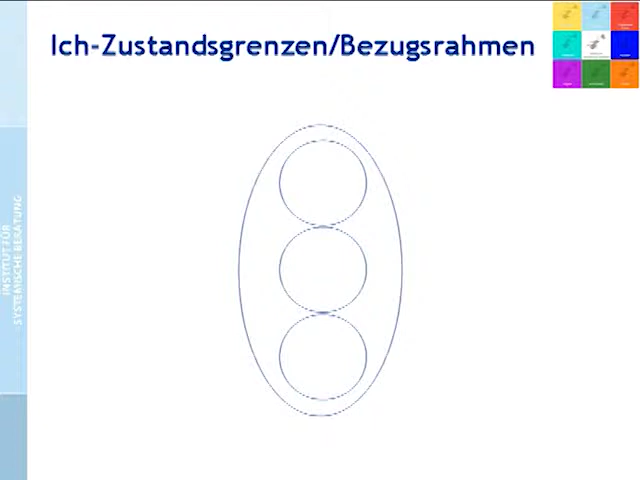 Ich-Zustandsgrenzen/Bezugsrahmen
INSTITUT FÜR
SYSTEMISCHE BERATUNG